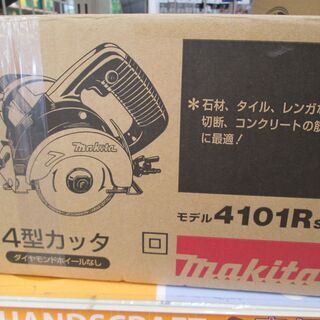 makita
*石材、タイル、レンガ
切断、コンクリートの
に最適!
モデル4101R
4型カッタ
ダイヤモンドホイールなし
makita
HANDSCRAFT